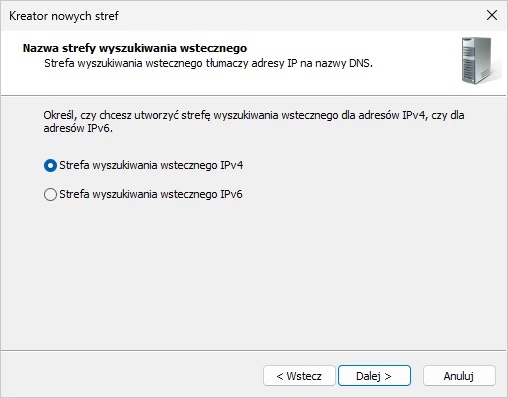 Kreator nowych stref
Nazwa strefy wyszukiwania wstecznego
Strefa wyszukiwania wstecznego tłumaczy adresy IP na nazwy DNS.
Określ, czy chcesz utworzyć strefę wyszukiwania wstecznego dla adresów IPv4, czy dla
adresów IPv6.
Strefa wyszukiwania wstecznego IPv4
Strefa wyszukiwania wstecznego IPv6
< Wstecz
Dalej >
Anuluj